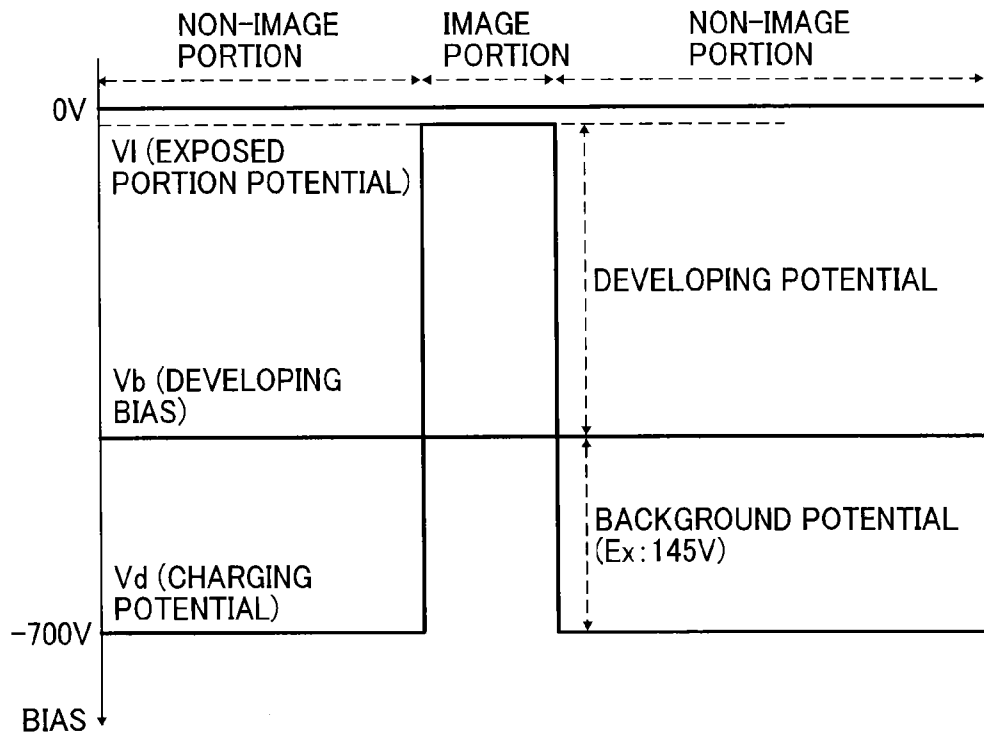 NON-IMAGE
PORTION
IMAGE
PORTION
NON-IMAGE
PORTION
0V
Vl (EXPOSED
PORTION POTENTIAL)
DEVELOPING POTENTIAL
Vb (DEVELOPING
BIAS)
BACKGROUND POTENTIAL
(Ex:145V)
Vd (CHARGING
POTENTIAL)
-700V
BIAS